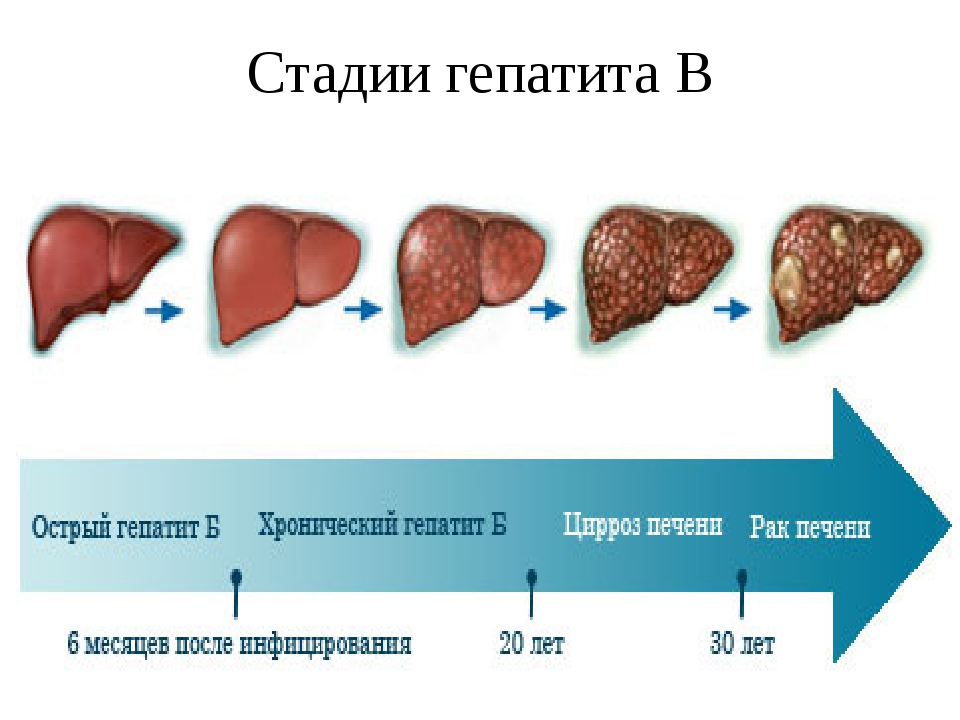 Стадии гепатита В
Острый гепатит Б
Хронический гепатит Б
Цирроз печени
Рак печени
6 месяцев после инфицирования
20 лет
30 лет